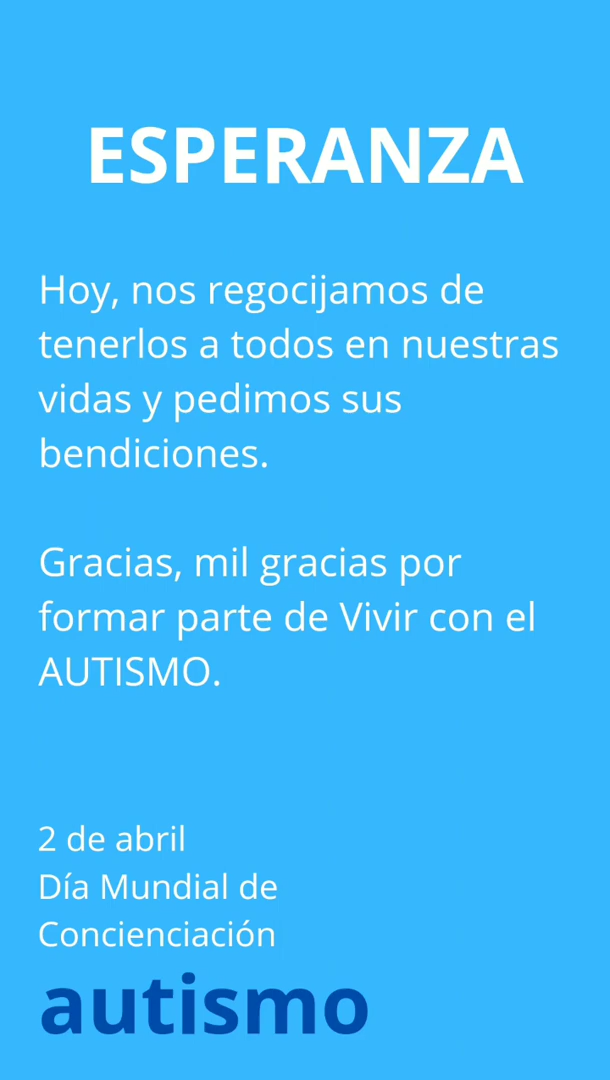 ESPERANZA
Hoy, nos regocijamos de
tenerlos a todos en nuestras
vidas y pedimos sus
bendiciones.
Gracias, mil gracias por
formar parte de Vivir con el
AUTISMO.
2 de abril
Día Mundial de
Concienciación
autismo